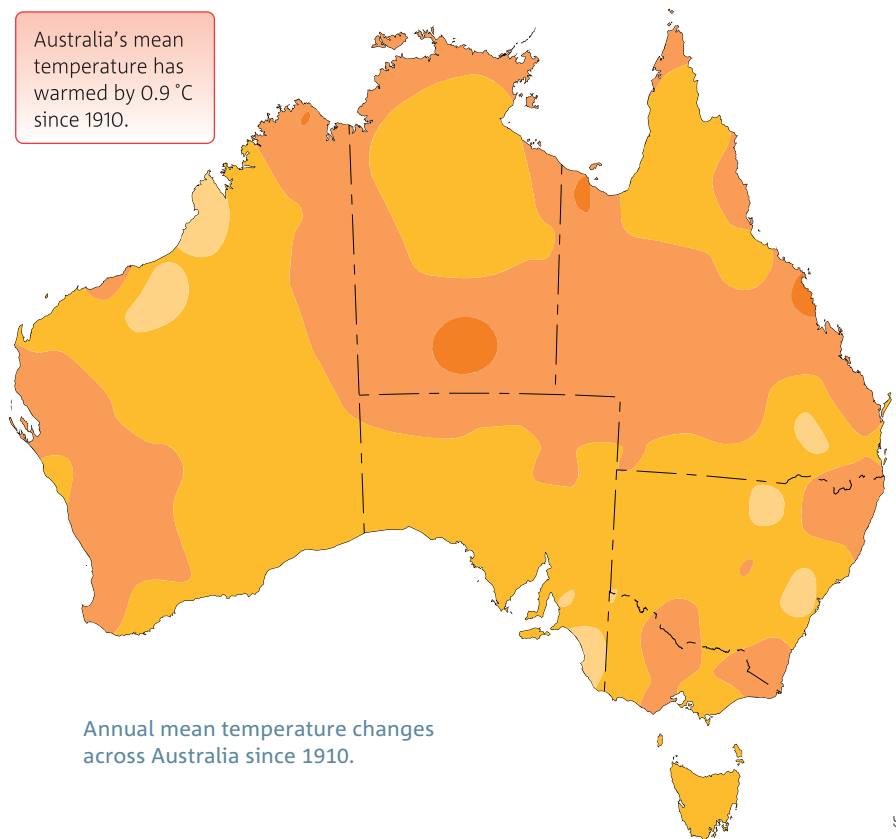 Australia’s mean
temperature has
warmed by 0.9 ˚C
since 1910.
Annual mean temperature changes
across Australia since 1910.